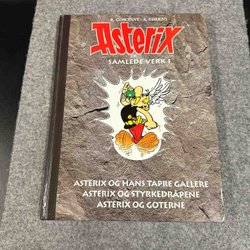 R. GOSCINNY · A. UDERZO
Asterix
SAMLEDE VERK 1
ASTERIX OG HANS TAPRE GALLERE
ASTERIX OG STYRKEDRÅPENE
ASTERIX OG GOTERNE